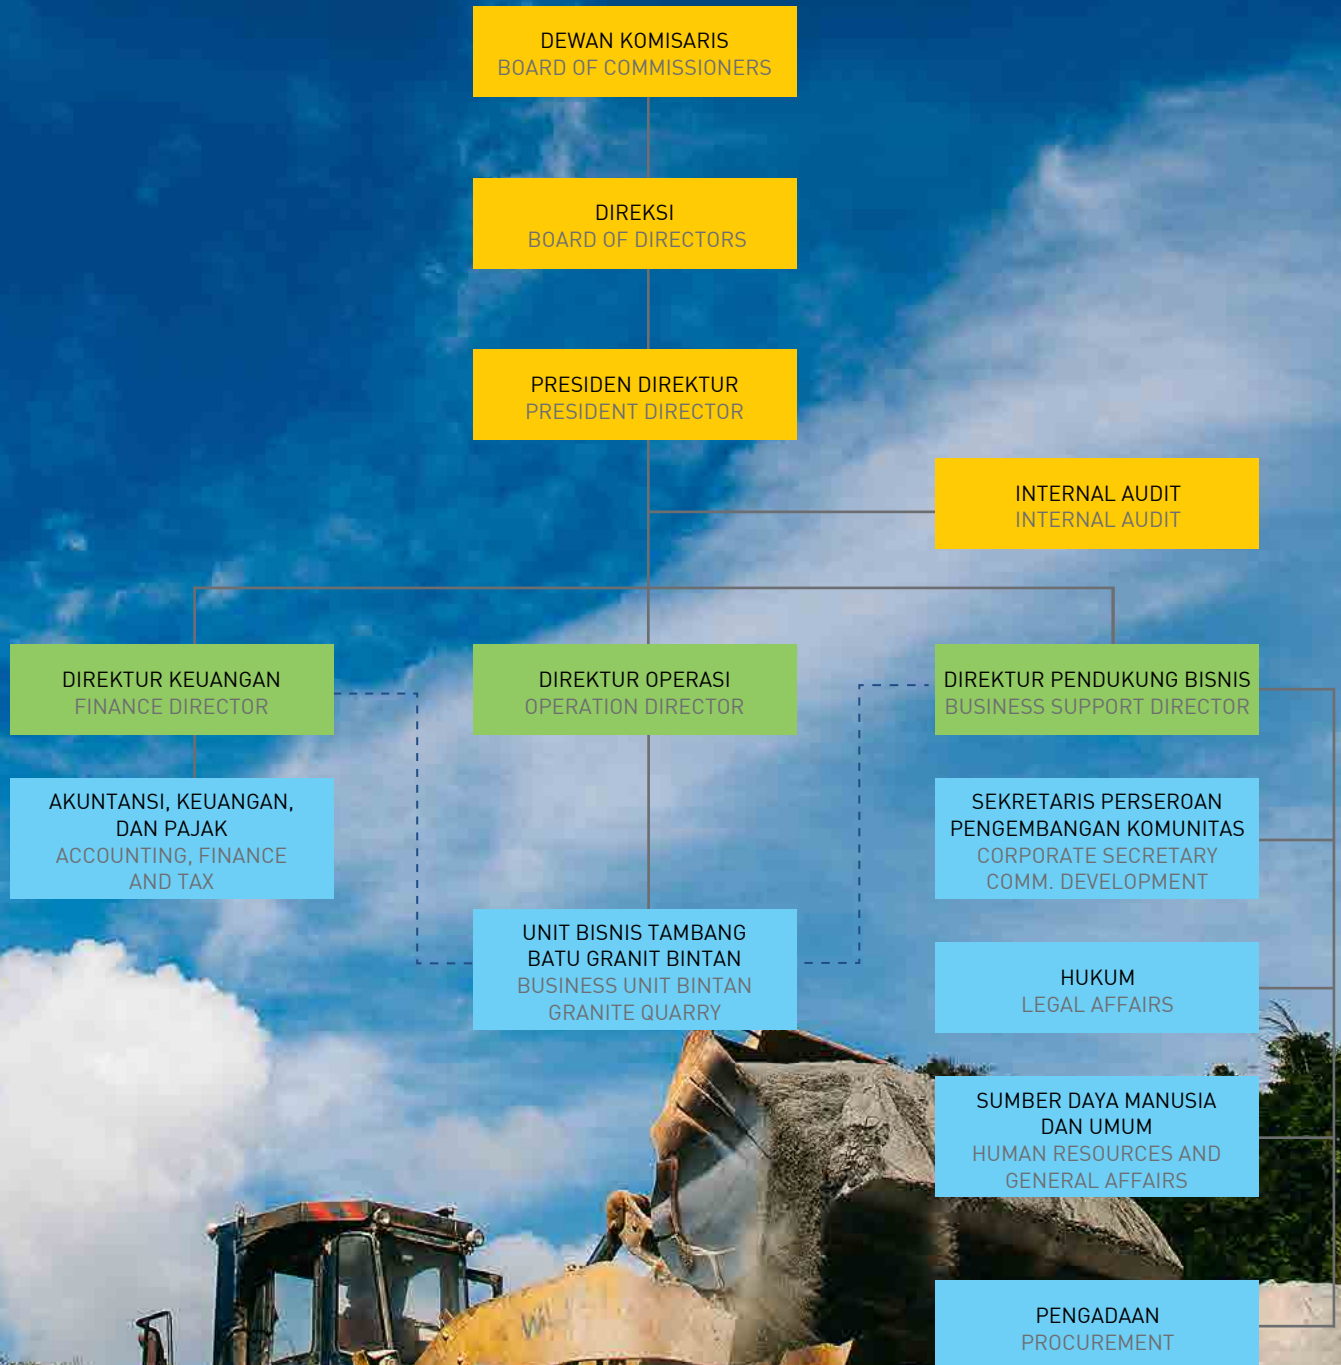 DEWAN KOMISARIS
BOARD OF COMMISSIONERS
DIREKSI
BOARD OF DIRECTORS
PRESIDEN DIREKTUR
PRESIDENT DIRECTOR
INTERNAL AUDIT
INTERNAL AUDIT
DIREKTUR KEUANGAN
FINANCE DIRECTOR
DIREKTUR OPERASI
OPERATION DIRECTOR
DIREKTUR PENDUKUNG BISNIS
BUSINESS SUPPORT DIRECTOR
AKUNTANSI, KEUANGAN,
DAN PAJAK
ACCOUNTING, FINANCE
AND TAX
UNIT BISNIS TAMBANG
BATU GRANIT BINTAN
BUSINESS UNIT BINTAN
GRANITE QUARRY
SEKRETARIS PERSEROAN
PENGEMBANGAN KOMUNITAS
CORPORATE SECRETARY
COMM. DEVELOPMENT
HUKUM
LEGAL AFFAIRS
SUMBER DAYA MANUSIA
DAN UMUM
HUMAN RESOURCES AND
GENERAL AFFAIRS
PENGADAAN
PROCUREMENT